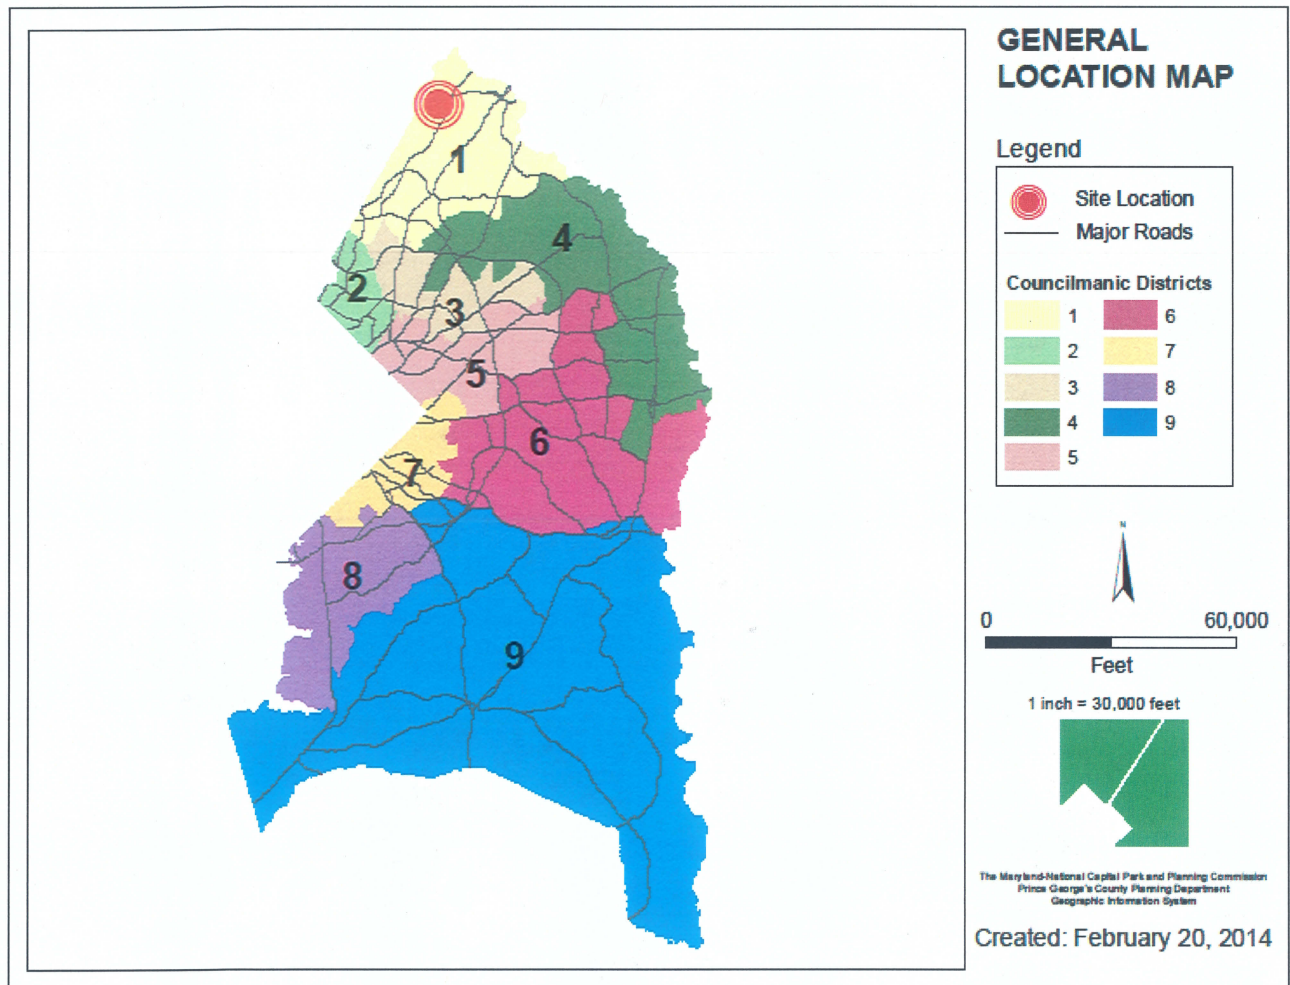 GENERAL
LOCATION MAP
Legend
Site Location
Major Roads
Councilmanic Districts
1
6
2
7
3
8
4
9
5
1
4
2
3
5
6
7
8
9
N
0
60,000
Feet
1 inch = 30,000 feet
The Maryland-National Capital Park and Planning Commission
Prince George's County Planning Department
Geographic Information System
Created: February 20, 2014